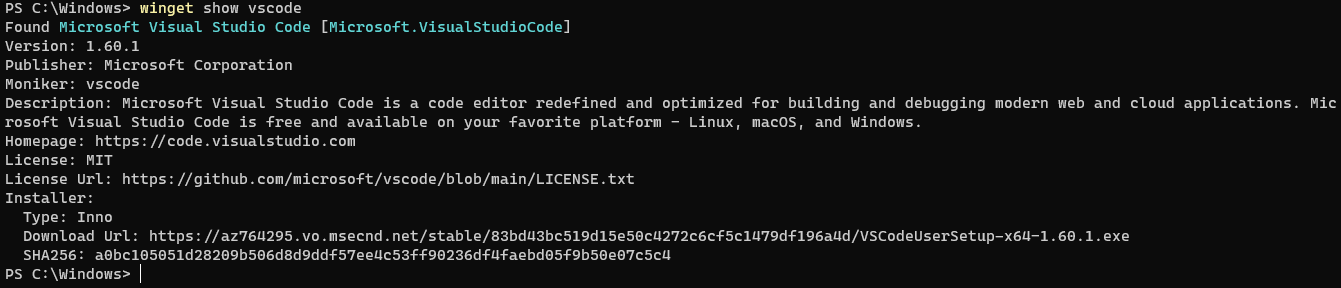 PS C:\Windows> winget show vscode
Found Microsoft Visual Studio Code [Microsoft.VisualStudioCode]
Version: 1.60.1
Publisher: Microsoft Corporation
Moniker: vscode
Description: Microsoft Visual Studio Code is a code editor redefined and optimized for building and debugging modern web and cloud applications. Mic
rosoft Visual Studio Code is free and available on your favorite platform - Linux, macOS, and Windows.
Homepage: https://code.visualstudio.com
License: MIT
License Url: https://github.com/microsoft/vscode/blob/main/LICENSE.txt
Installer:
  Type: Inno
  Download Url: https://az764295.vo.msecnd.net/stable/83bd43bc519d15e50c4272c6cf5c1479df196a4d/VSCodeUserSetup-x64-1.60.1.exe
  SHA256: a0bc105051d28209b506d8d9ddf57ee4c53ff90236df4faebd05f9b50e07c5c4
PS C:\Windows>